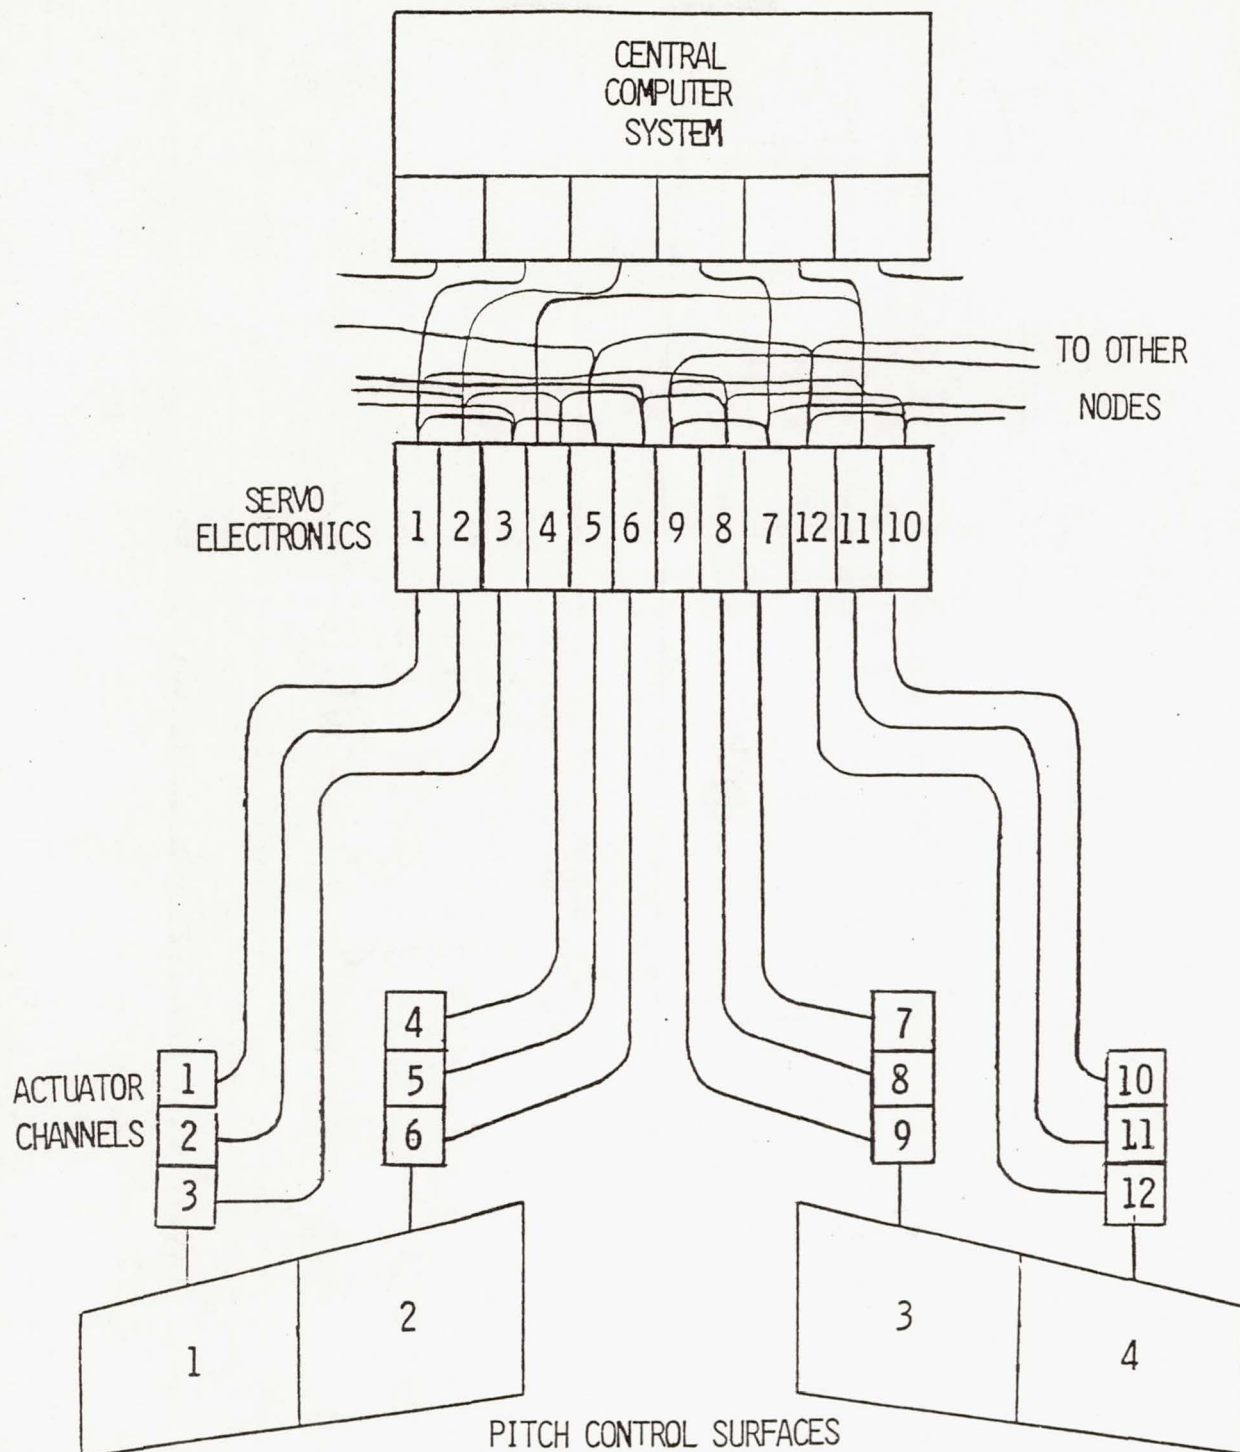 CENTRAL
COMPUTER
SYSTEM
TO OTHER
NODES
SERVO
ELECTRONICS
1 2 3 4 5 6 9 8 7 12 11 10
ACTUATOR
CHANNELS
1
2
3
4
5
6
7
8
9
10
11
12
1
2
3
4
PITCH CONTROL SURFACES